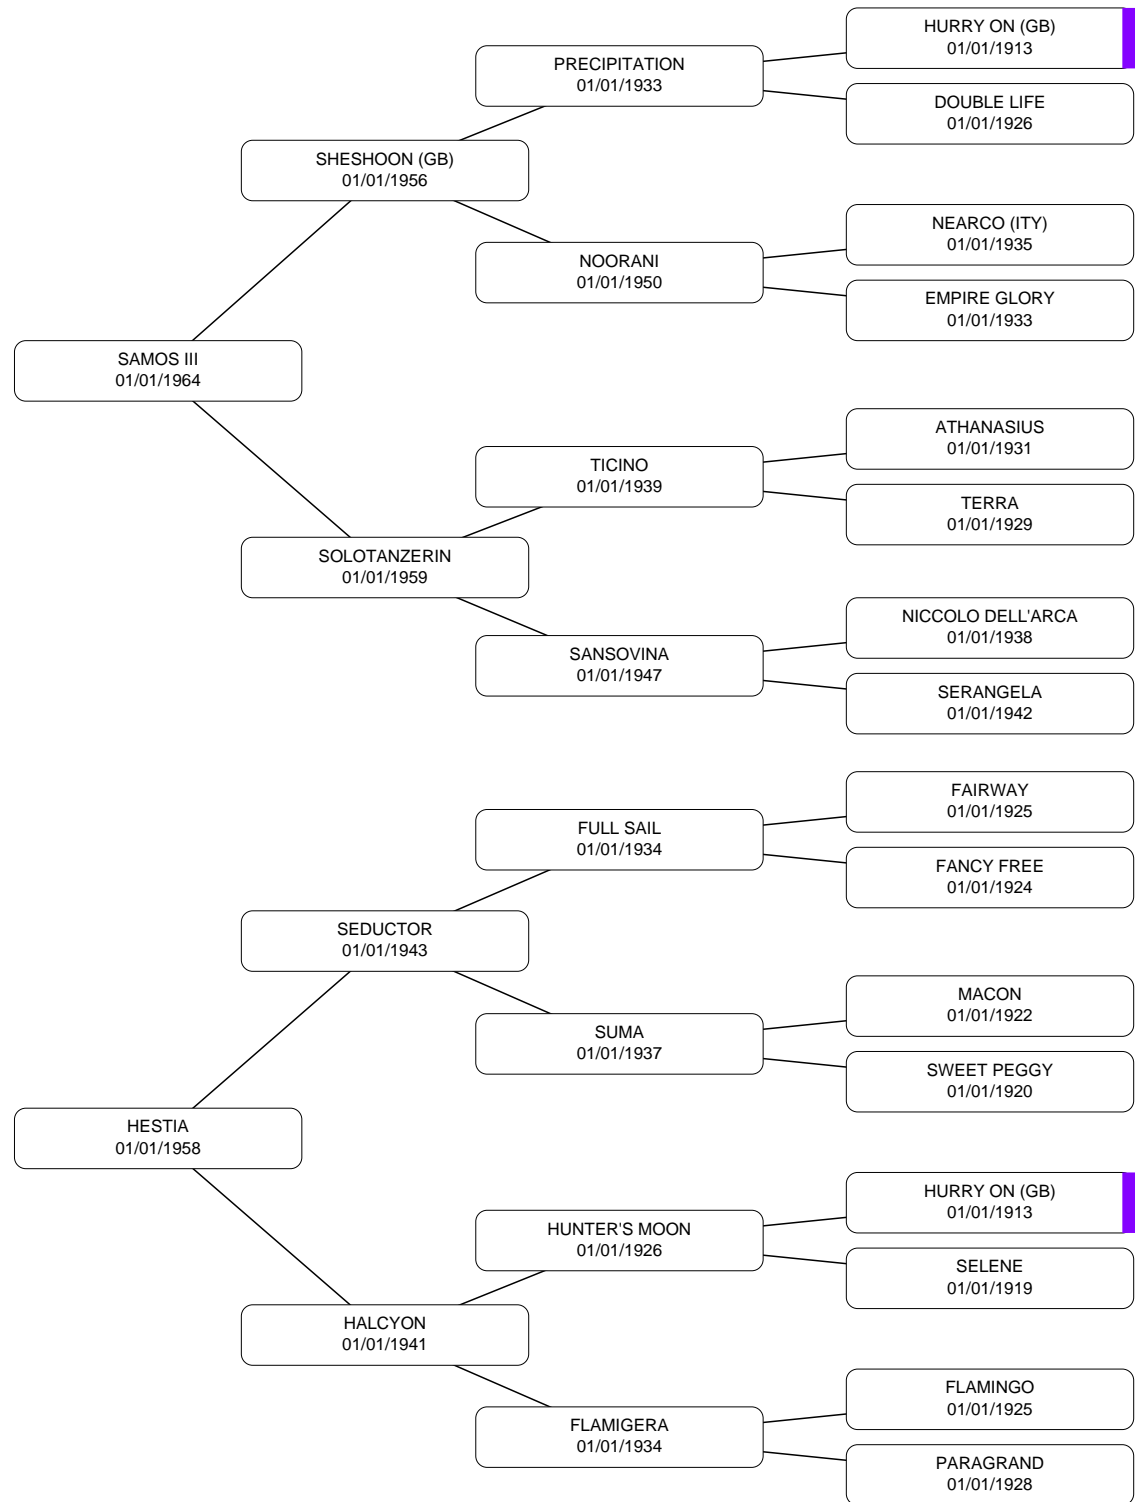 HURRY ON (GB)
01/01/1913
PRECIPITATION
01/01/1933
DOUBLE LIFE
01/01/1926
SHESHOON (GB)
01/01/1956
NEARCO (ITY)
01/01/1935
NOORANI
01/01/1950
EMPIRE GLORY
01/01/1933
SAMOS III
01/01/1964
ATHANASIUS
01/01/1931
TICINO
01/01/1939
TERRA
01/01/1929
SOLOTANZERIN
01/01/1959
NICCOLO DELL'ARCA
01/01/1938
SANSOVINA
01/01/1947
SERANGELA
01/01/1942
FAIRWAY
01/01/1925
FULL SAIL
01/01/1934
FANCY FREE
01/01/1924
SEDUCTOR
01/01/1943
MACON
01/01/1922
SUMA
01/01/1937
SWEET PEGGY
01/01/1920
HESTIA
01/01/1958
HURRY ON (GB)
01/01/1913
HUNTER'S MOON
01/01/1926
SELENE
01/01/1919
HALCYON
01/01/1941
FLAMINGO
01/01/1925
FLAMIGERA
01/01/1934
PARAGRAND
01/01/1928